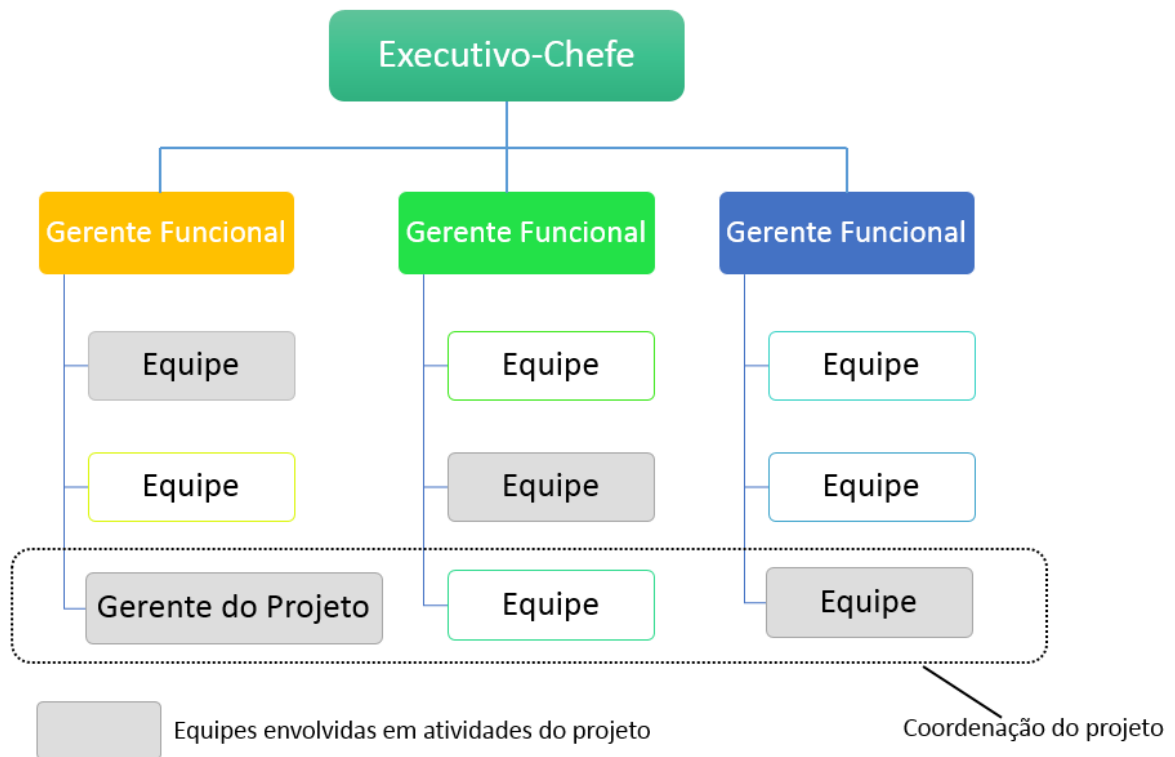 Executivo-Chefe
Gerente Funcional
Gerente Funcional
Gerente Funcional
Equipe
Equipe
Equipe
Equipe
Equipe
Equipe
Gerente do Projeto
Equipe
Equipe
Equipes envolvidas em atividades do projeto
Coordenação do projeto